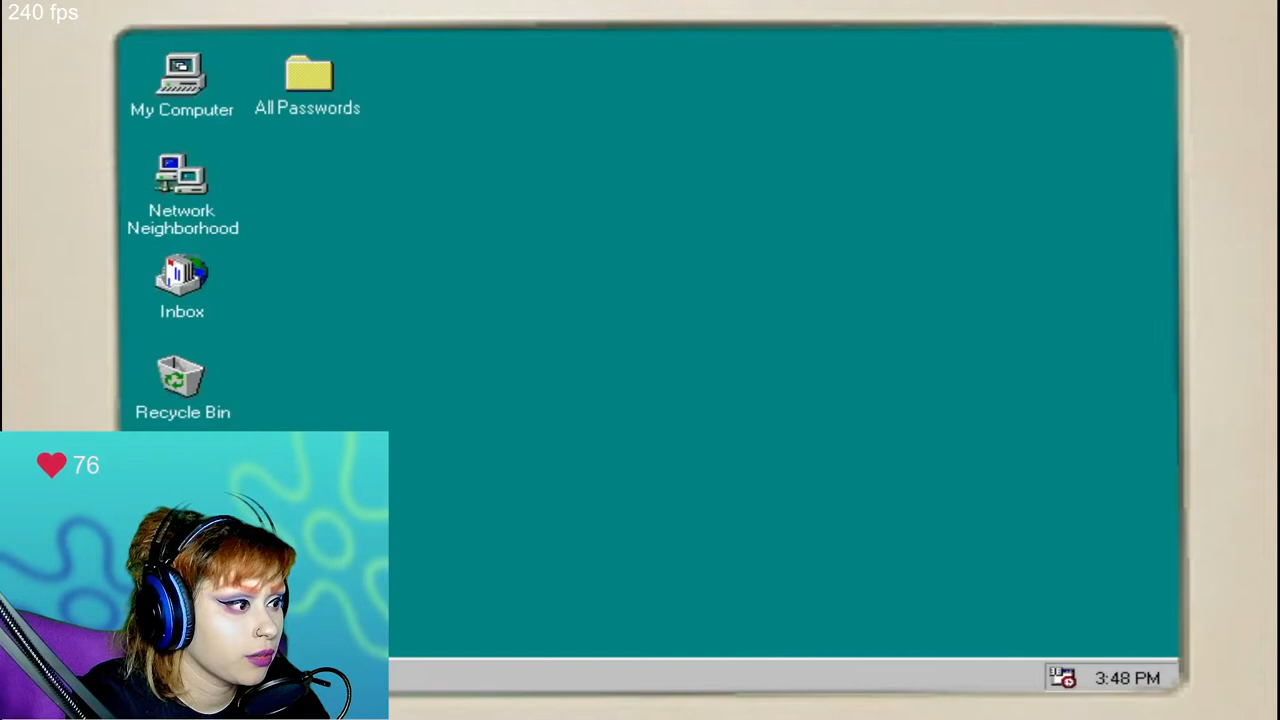 240 fps
My Computer
All Passwords
Network
Neighborhood
Inbox
Recycle Bin
76
3:48 PM